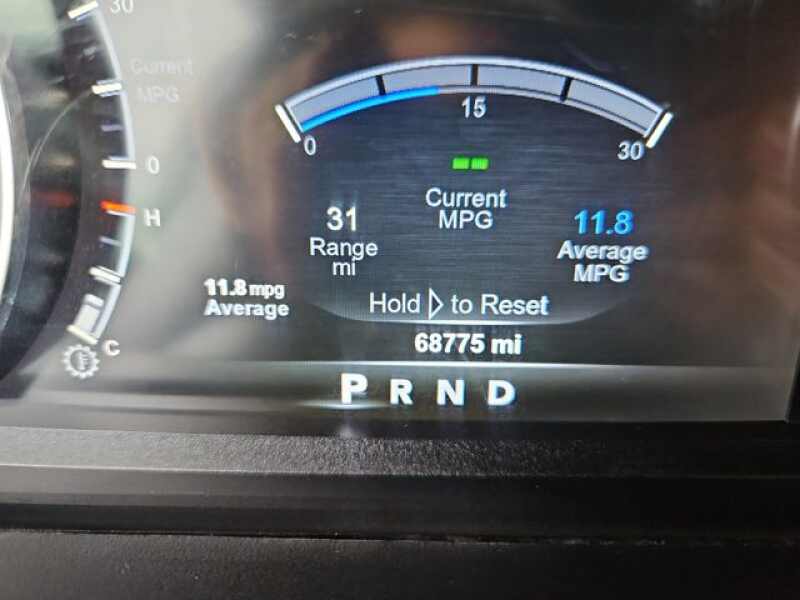 30
Current
MPG
0
H
C
15
0
30
Current
MPG
31
Range
mi
11.8
Average
MPG
11.8 mpg
Average
Hold ▷ to Reset
68775 mi
P R N D